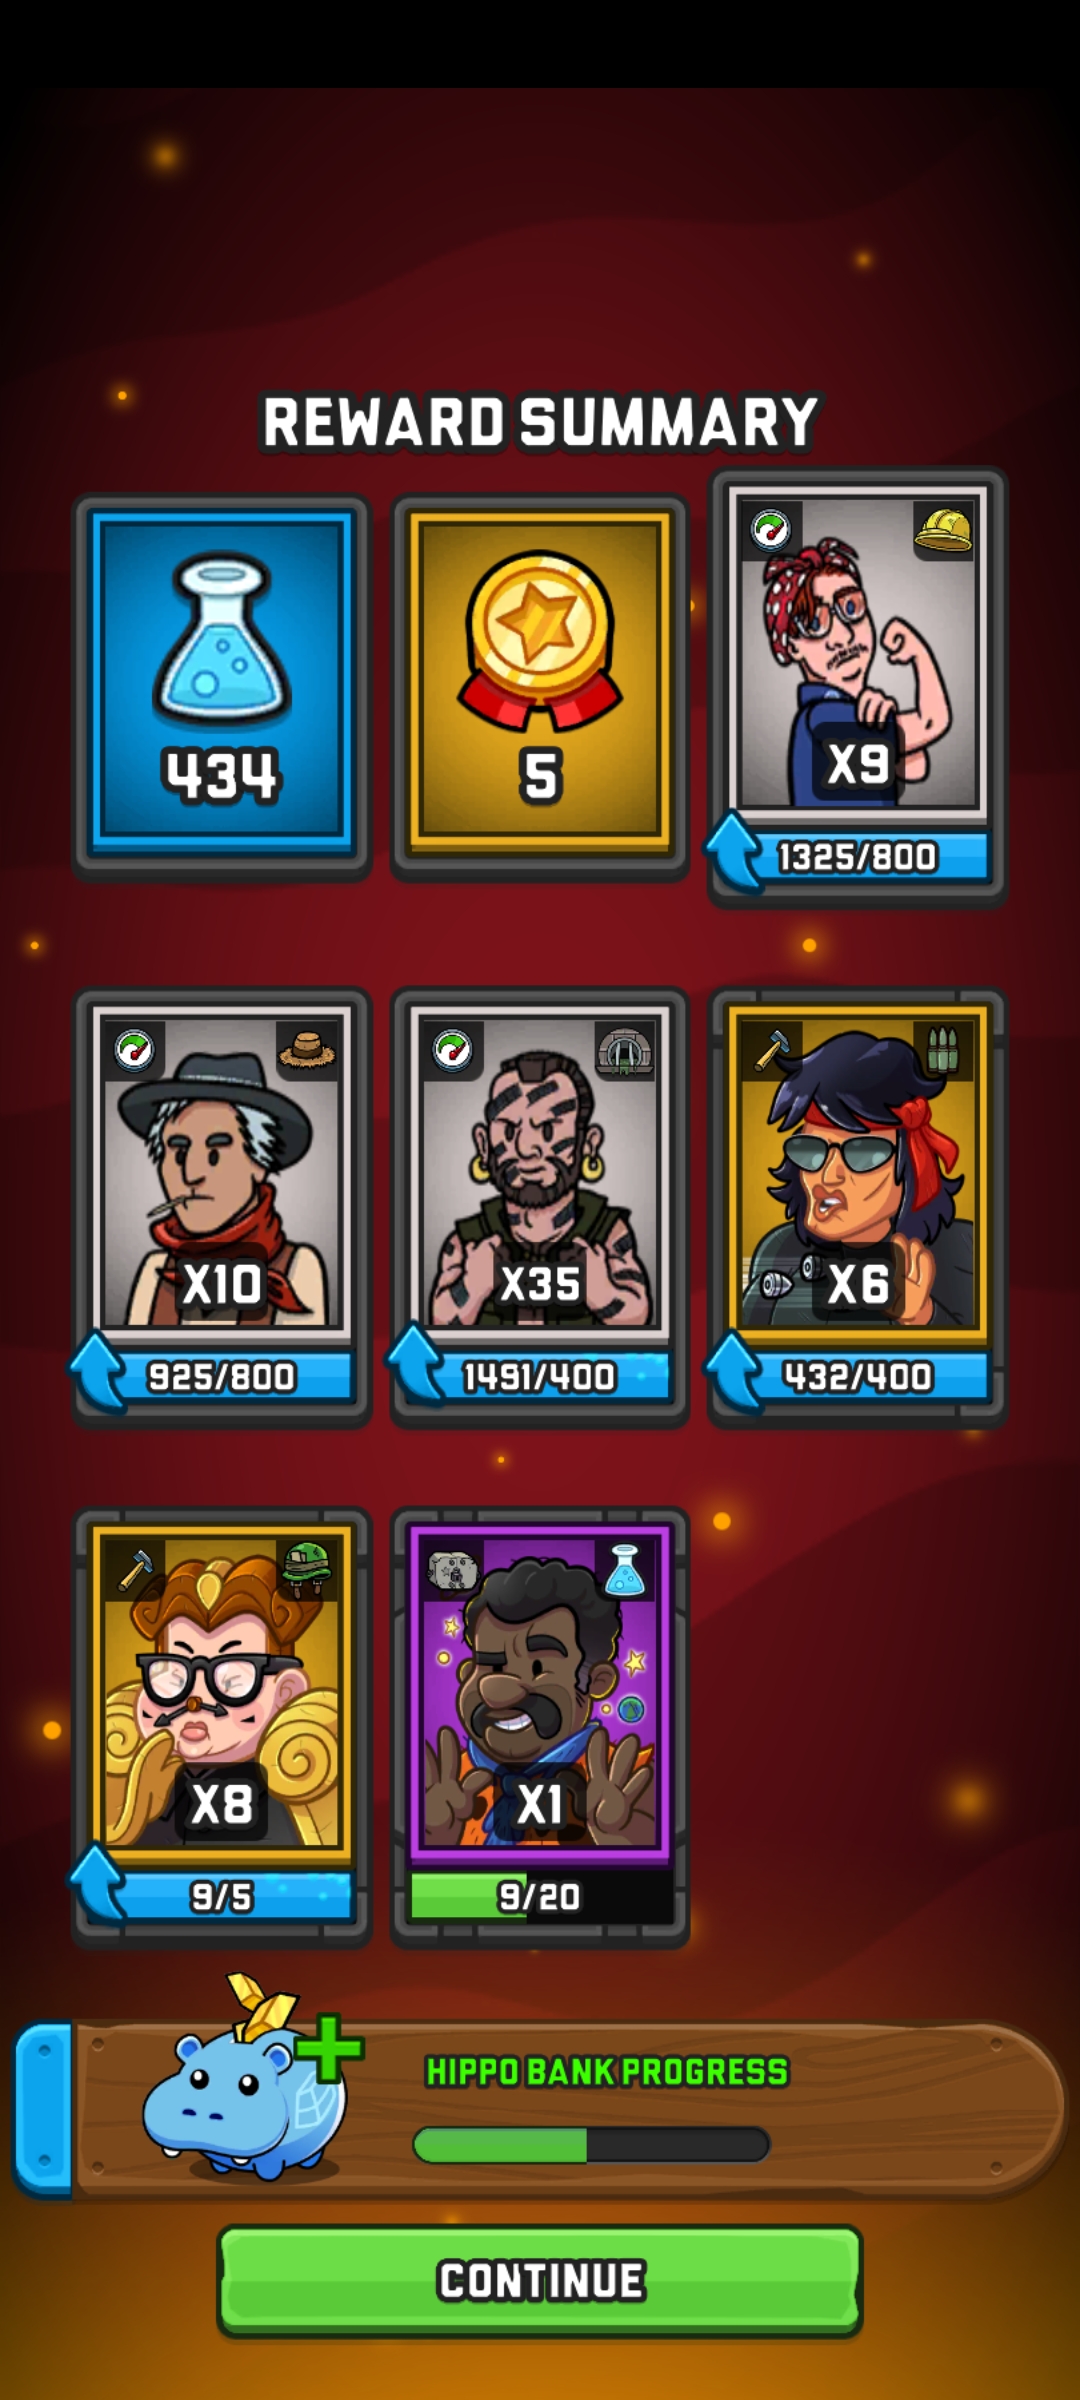 REWARD SUMMARY
434
5
X9
1325/800
X10
925/800
X35
1491/400
X6
432/400
X8
9/5
X1
9/20
HIPPO BANK PROGRESS
CONTINUE